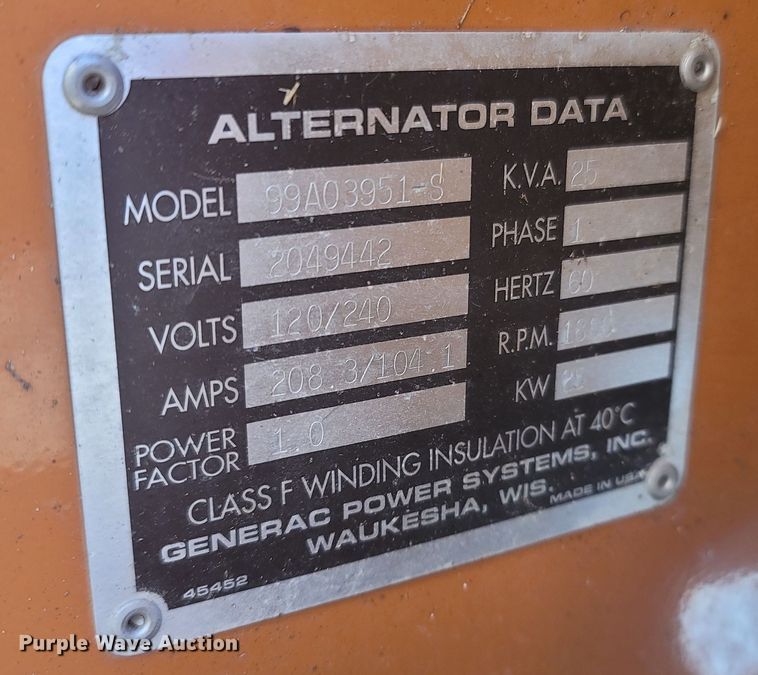 ALTERNATOR DATA
MODEL 99A03951-S
SERIAL 2049442
VOLTS 120/240
AMPS 208.3/104.1
POWER FACTOR 1.0
K.V.A. 25
PHASE 1
HERTZ 60
R.P.M.
KW 25
CLASS F WINDING INSULATION AT 40°C
GENERAC POWER SYSTEMS, INC.
WAUKESHA, WIS.
MADE IN USA
45452
Purple Wave Auction